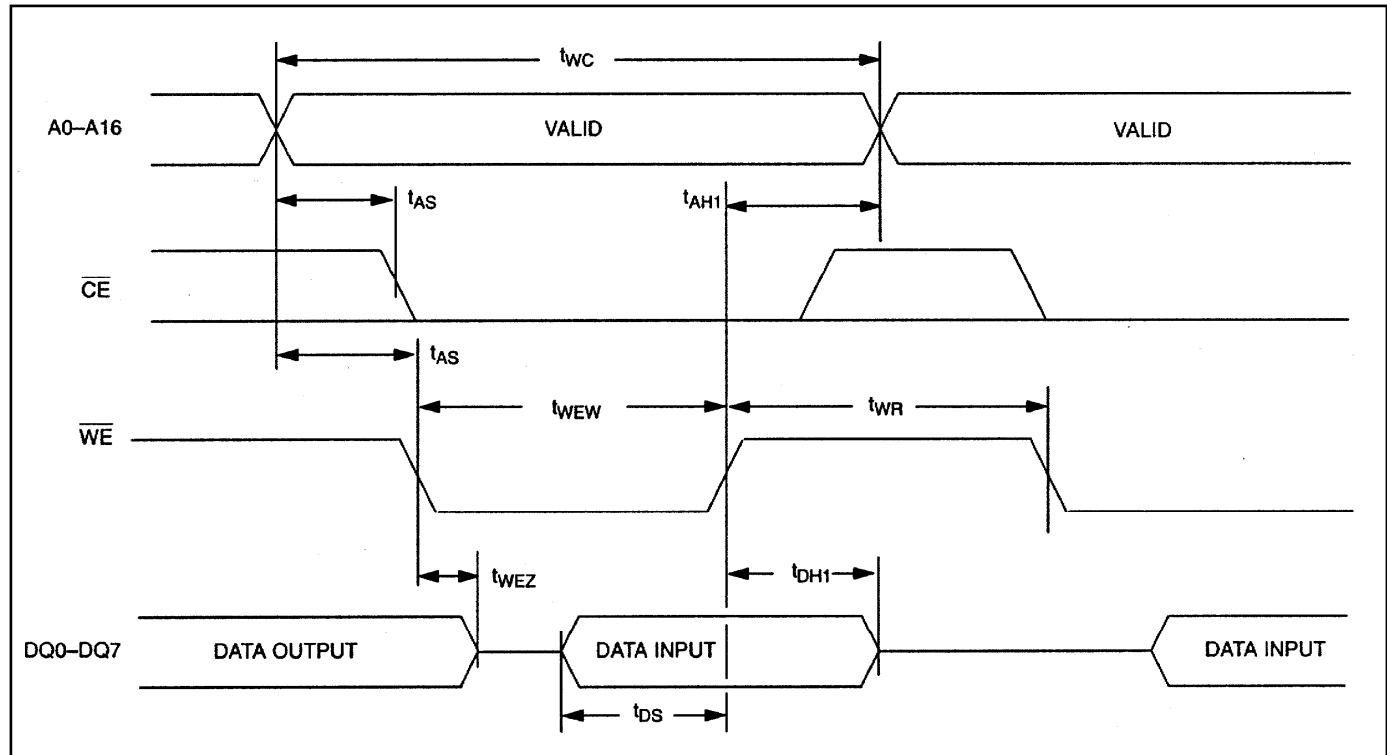 tWC
A0–A16 VALID VALID
tAS tAH1
CE
tAS
tWEW tWR
WE
tWEZ tDH1
DQ0–DQ7 DATA OUTPUT DATA INPUT DATA INPUT
tDS